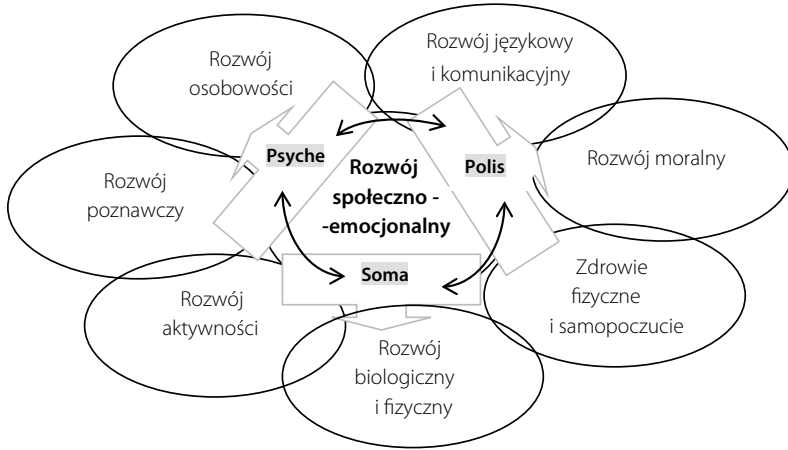 Rozwój
osobowości
Rozwój językowy
i komunikacyjny
Psyche
Polis
Rozwój
społeczno -
-emocjonalny
Rozwój moralny
Rozwój
poznawczy
Soma
Zdrowie
fizyczne
i samopoczucie
Rozwój
aktywności
Rozwój
biologiczny
i fizyczny